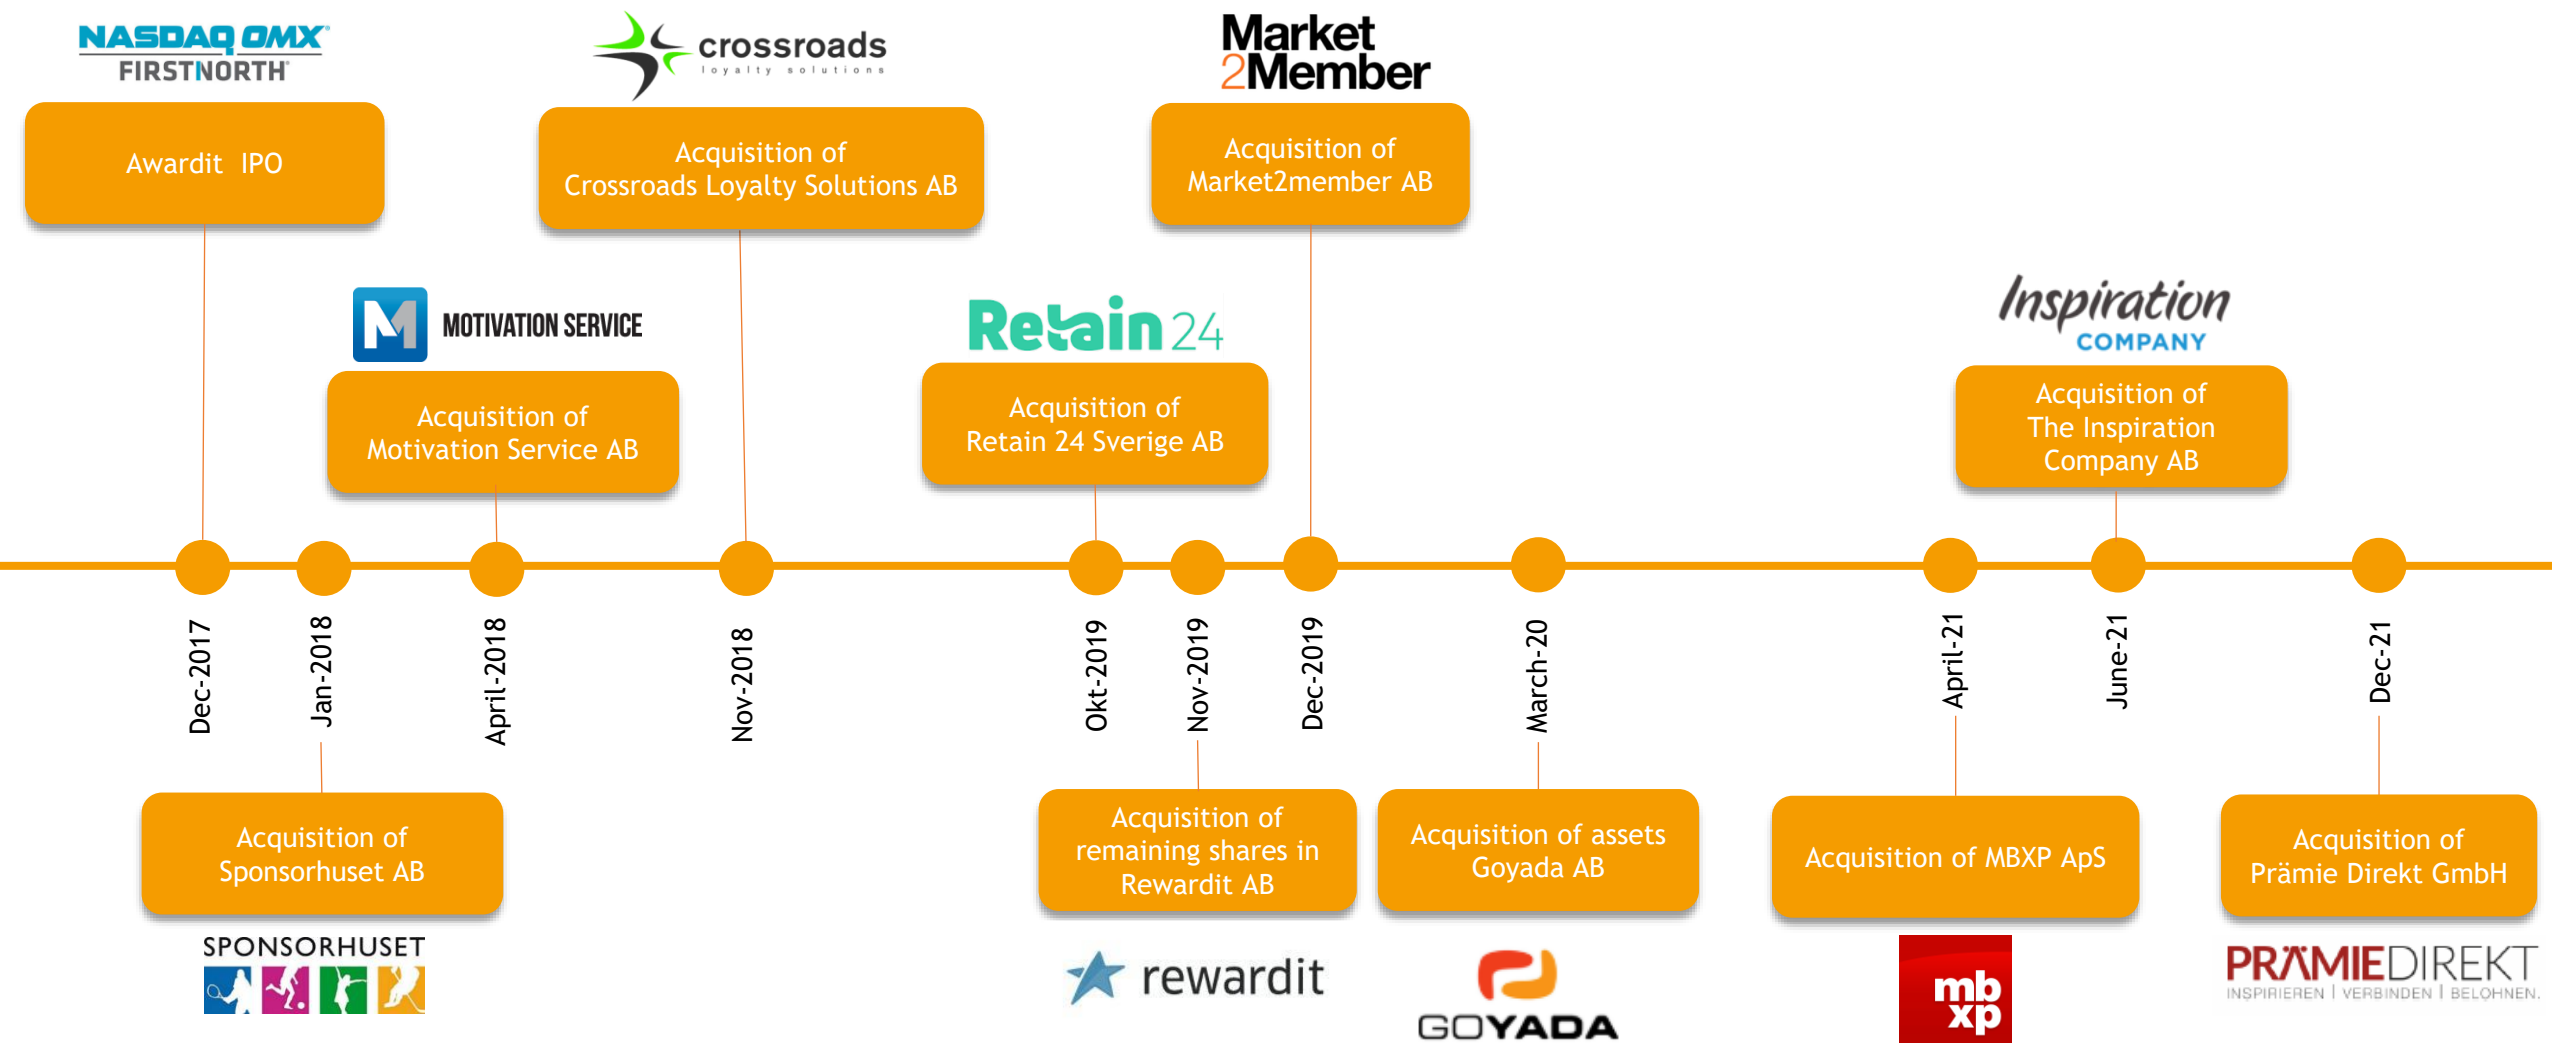 NASDAQ OMX
FIRSTNORTH
Awardit IPO
crossroads
loyalty solutions
Acquisition of
Crossroads Loyalty Solutions AB
Market
2Member
Acquisition of
Market2member AB
M
MOTIVATION SERVICE
Acquisition of
Motivation Service AB
Retain 24
Acquisition of
Retain 24 Sverige AB
Inspiration
COMPANY
Acquisition of
The Inspiration
Company AB
Dec-2017
Jan-2018
April-2018
Nov-2018
Okt-2019
Nov-2019
Dec-2019
March-20
April-21
June-21
Dec-21
Acquisition of
Sponsorhuset AB
SPONSORHUSET
Acquisition of
remaining shares in
Rewardit AB
rewardit
Acquisition of assets
Goyada AB
GOYADA
Acquisition of MBXP ApS
mb
xp
Acquisition of
Prämie Direkt GmbH
PRÄMIEDIREKT
INSPIRIEREN | VERBINDEN | BELOHNEN.